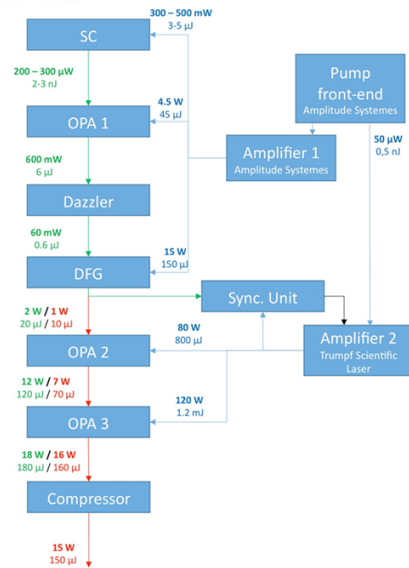 300 – 500 mW
3-5 µJ
SC
200 – 300 µW
2-3 nJ
Pump
front-end
Amplitude Systemes
4.5 W
45 µJ
OPA 1
Amplifier 1
Amplitude Systemes
50 µW
0,5 nJ
600 mW
6 µJ
Dazzler
60 mW
0.6 µJ
15 W
150 µJ
DFG
Sync. Unit
2 W / 1 W
20 µJ / 10 µJ
80 W
800 µJ
OPA 2
Amplifier 2
Trumpf Scientific
Laser
12 W / 7 W
120 µJ / 70 µJ
120 W
1.2 mJ
OPA 3
18 W / 16 W
180 µJ / 160 µJ
Compressor
15 W
150 µJ